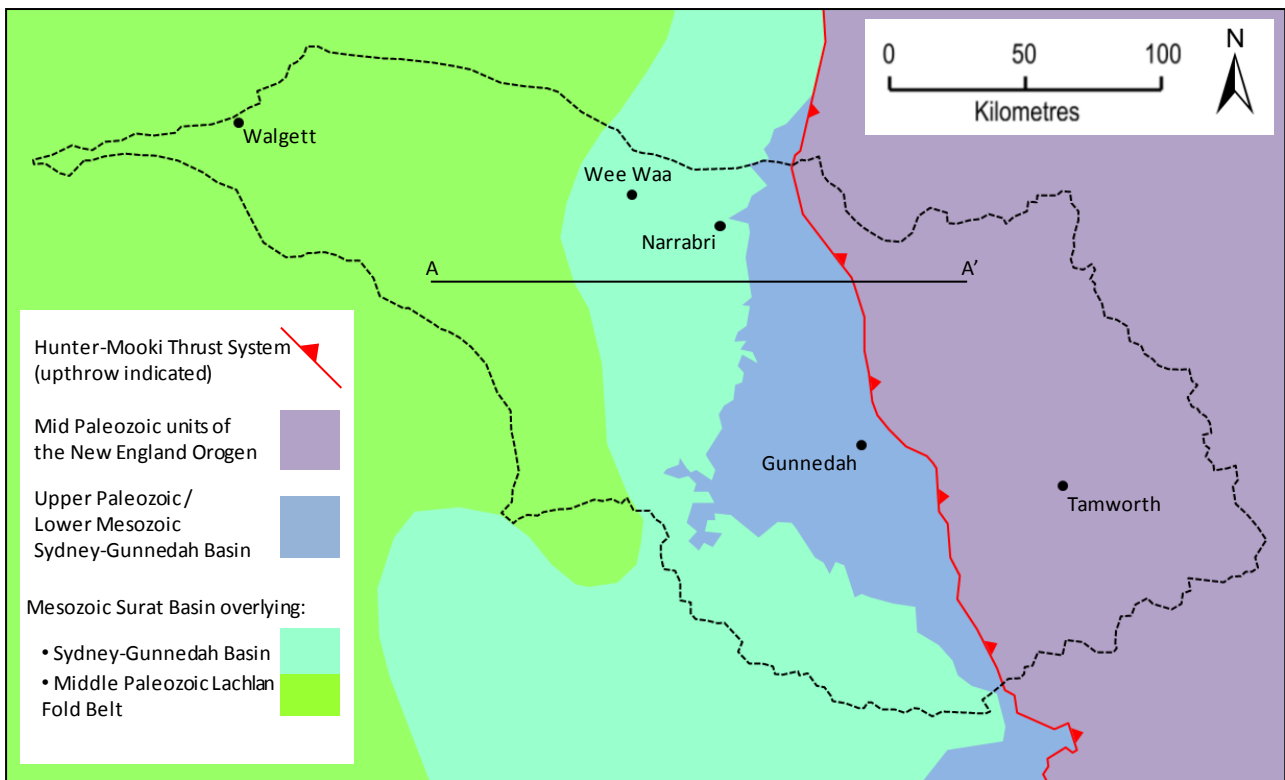 0 50 100
Kilometres
N
Walgett
Wee Waa
Narrabri
A A’
Gunnedah
Tamworth
Hunter-Mooki Thrust System
(upthrow indicated)
Mid Paleozoic units of
the New England Orogen
Upper Paleozoic/
Lower Mesozoic
Sydney-Gunnedah Basin
Mesozoic Surat Basin overlying:
• Sydney-Gunnedah Basin
• Middle Paleozoic Lachlan
Fold Belt